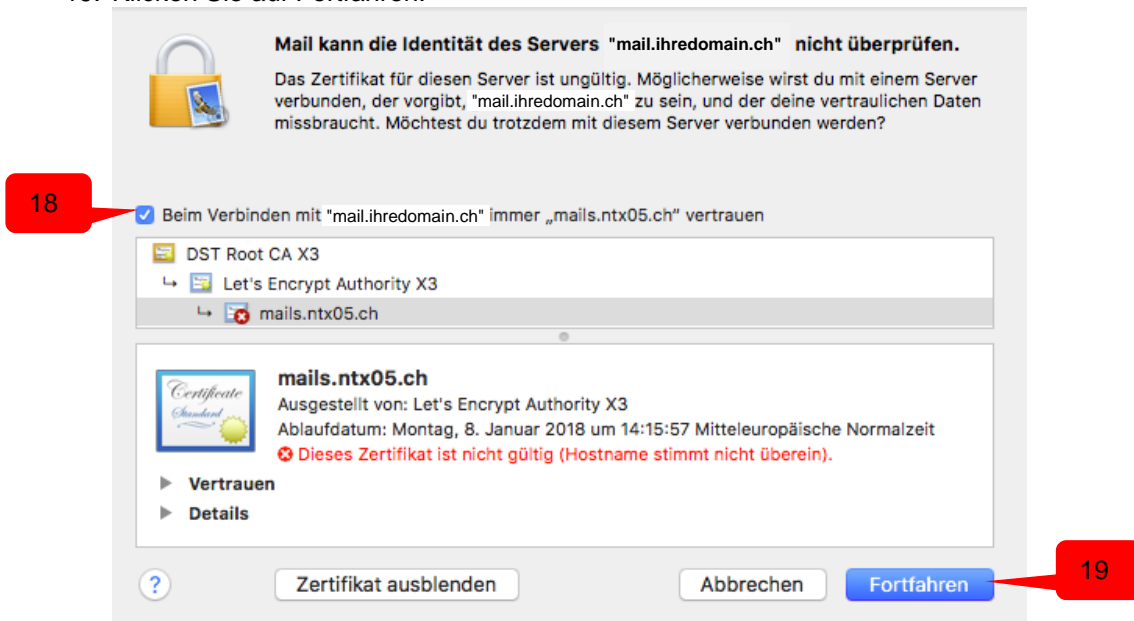 Mail kann die Identität des Servers "mail.ihredomain.ch" nicht überprüfen.
Das Zertifikat für diesen Server ist ungültig. Möglicherweise wirst du mit einem Server
verbunden, der vorgibt, "mail.ihredomain.ch" zu sein, und der deine vertraulichen Daten
missbraucht. Möchtest du trotzdem mit diesem Server verbunden werden?
18
Beim Verbinden mit "mail.ihredomain.ch" immer „mails.ntx05.ch“ vertrauen
DST Root CA X3
Let's Encrypt Authority X3
mails.ntx05.ch
Certificate
Standard
mails.ntx05.ch
Ausgestellt von: Let's Encrypt Authority X3
Ablaufdatum: Montag, 8. Januar 2018 um 14:15:57 Mitteleuropäische Normalzeit
Dieses Zertifikat ist nicht gültig (Hostname stimmt nicht überein).
Vertrauen
Details
?
Zertifikat ausblenden
Abbrechen
Fortfahren
19